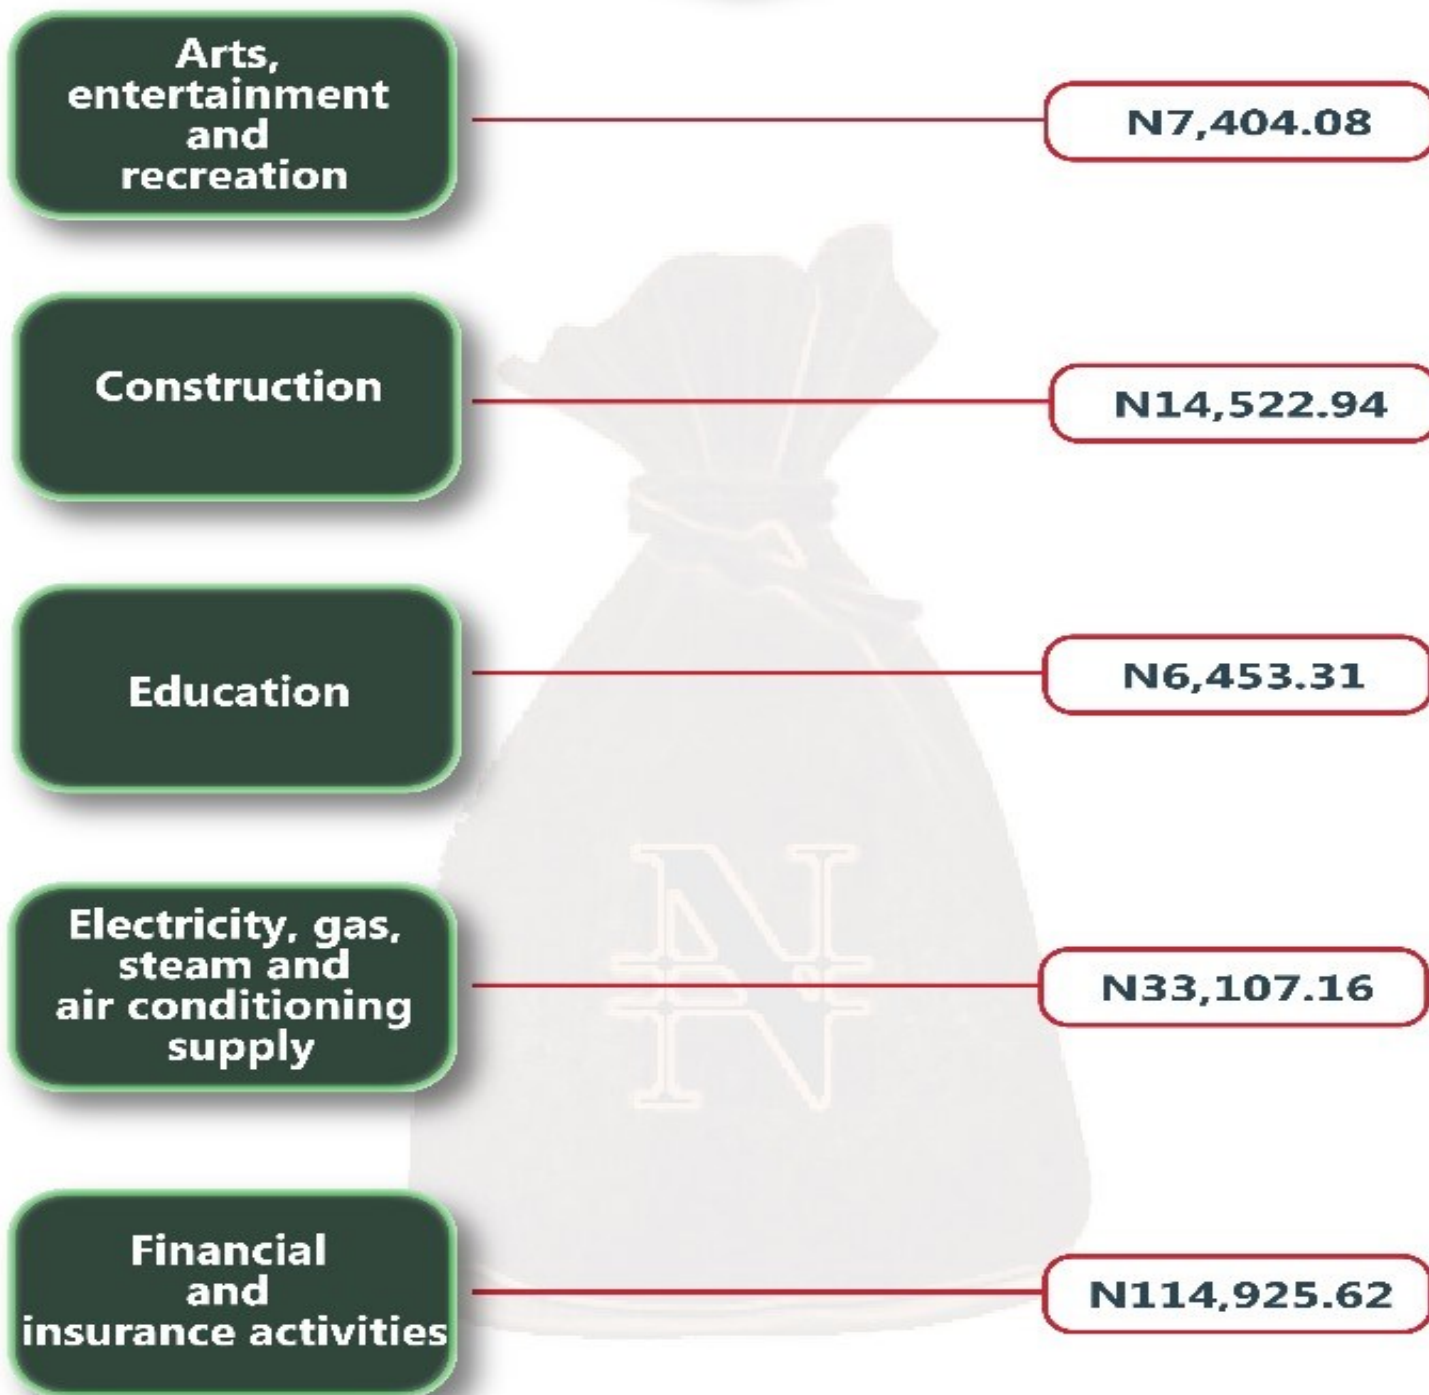 Arts,
entertainment
and
recreation
N7,404.08
Construction
N14,522.94
Education
N6,453.31
Electricity, gas,
steam and
air conditioning
supply
N33,107.16
N
Financial
and
insurance activities
N114,925.62